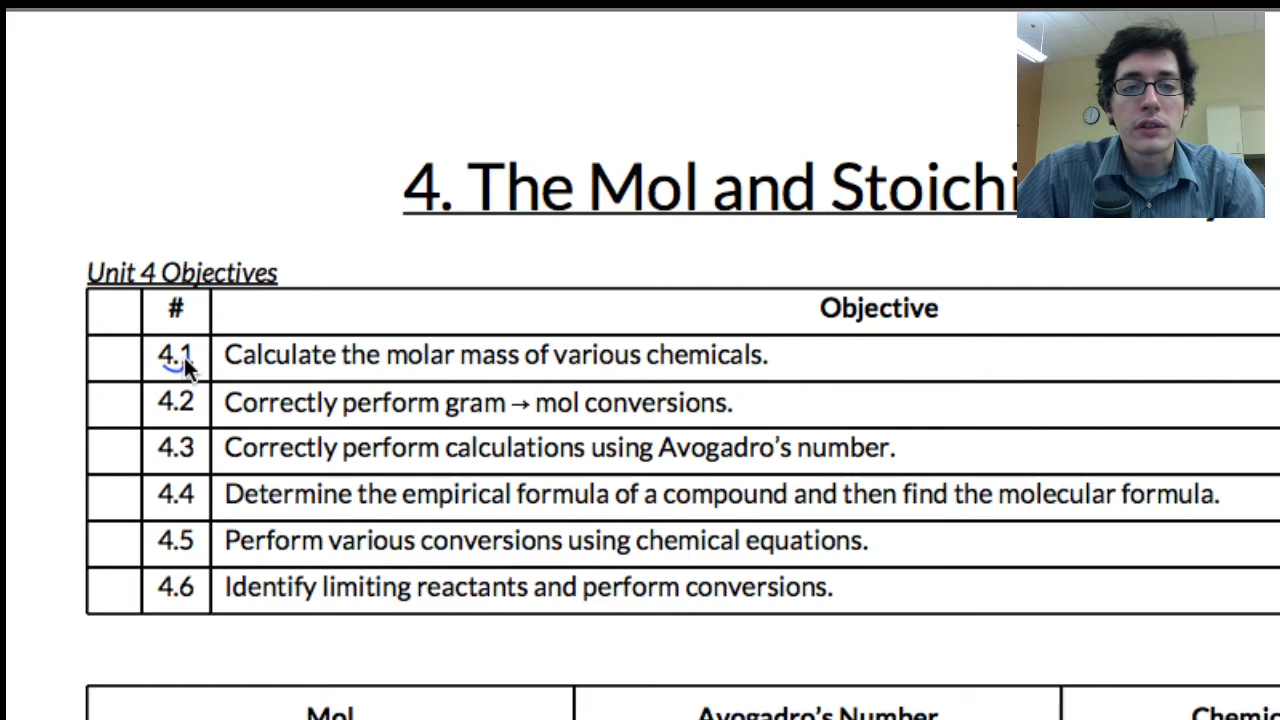 4. The Mol and Stoichi
Unit 4 Objectives
# Objective
4.1 Calculate the molar mass of various chemicals.
4.2 Correctly perform gram → mol conversions.
4.3 Correctly perform calculations using Avogadro’s number.
4.4 Determine the empirical formula of a compound and then find the molecular formula.
4.5 Perform various conversions using chemical equations.
4.6 Identify limiting reactants and perform conversions.
Mol Avogadro’s Number Chemic